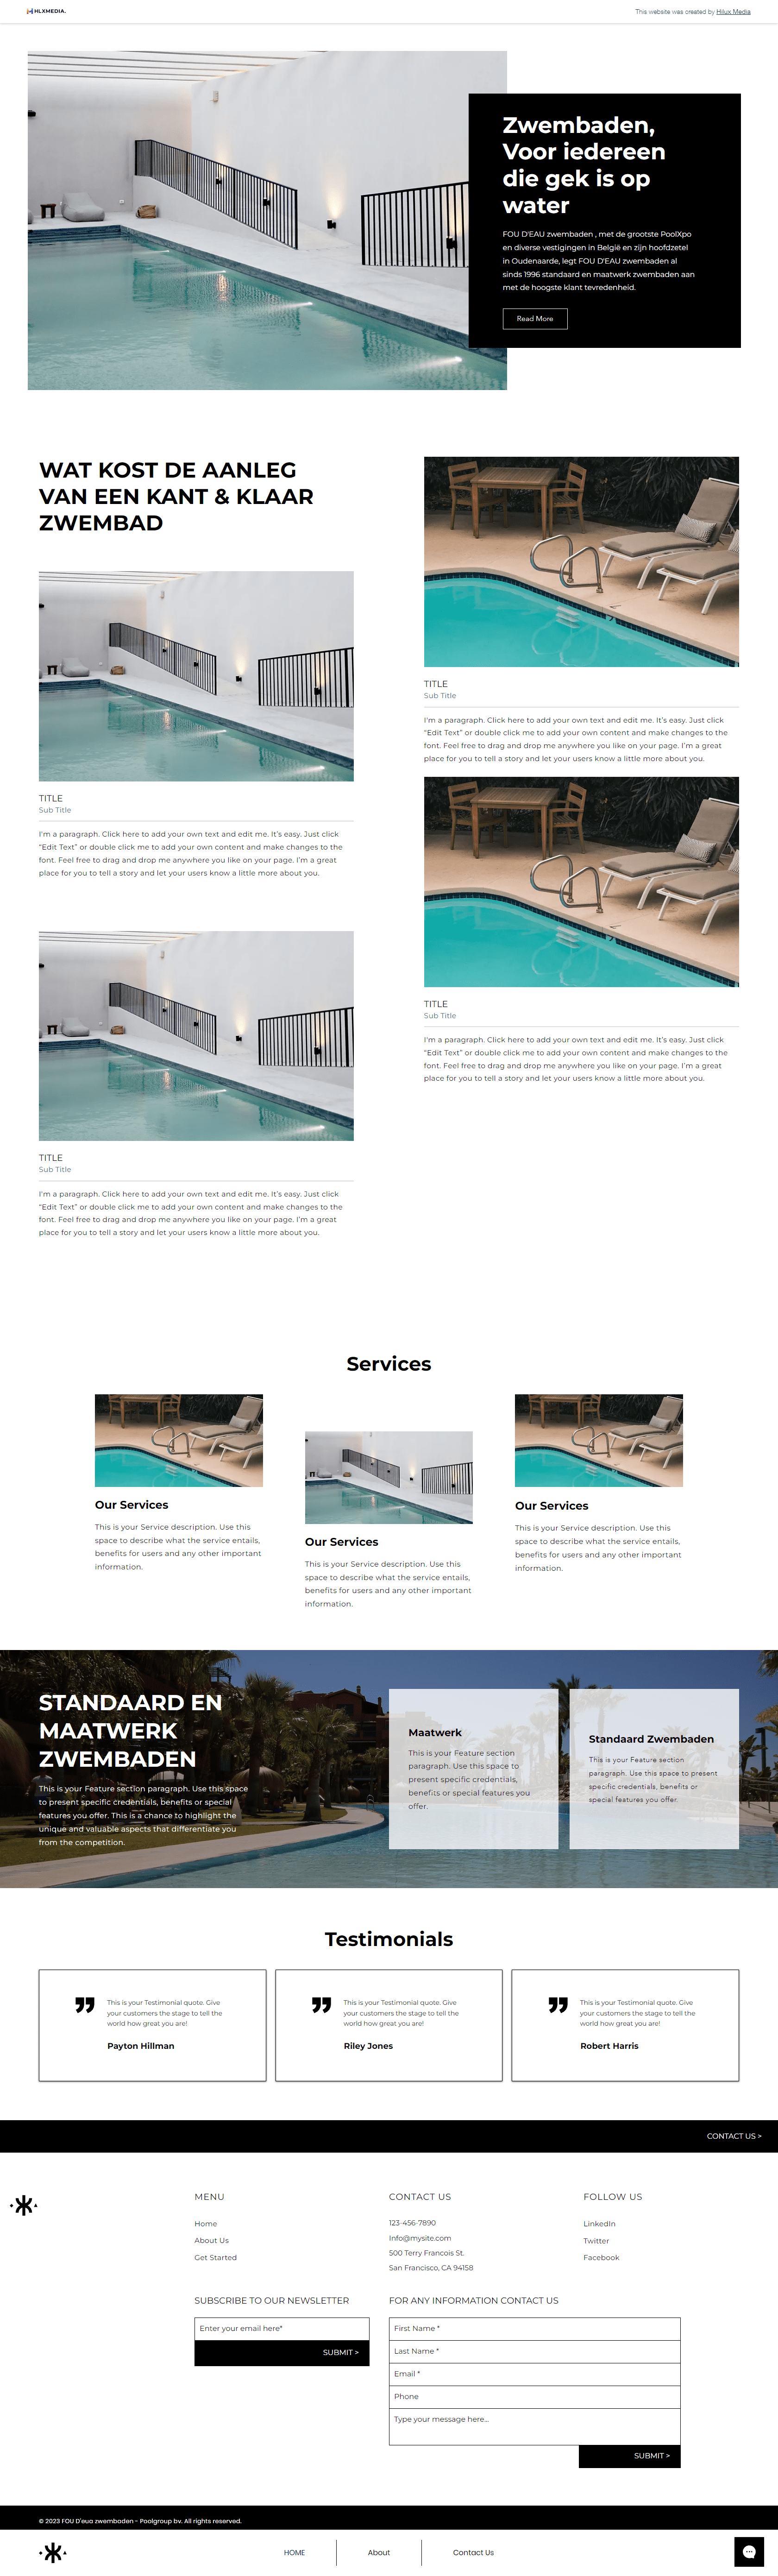 HLXMEDIA.
This website was created by Hilux Media
Zwembaden,
Voor iedereen
die gek is op
water
FOU D'EAU zwembaden , met de grootste PoolXpo
en diverse vestigingen in België en zijn hoofdzetel
in Oudenaarde, legt FOU D'EAU zwembaden al
sinds 1996 standaard en maatwerk zwembaden aan
met de hoogste klant tevredenheid.
Read More
WAT KOST DE AANLEG
VAN EEN KANT & KLAAR
ZWEMBAD
TITLE
Sub Title
I'm a paragraph. Click here to add your own text and edit me. It's easy. Just click
"Edit Text" or double click me to add your own content and make changes to the
font. Feel free to drag and drop me anywhere you like on your page. I'm a great
place for you to tell a story and let your users know a little more about you.
TITLE
Sub Title
I'm a paragraph. Click here to add your own text and edit me. It's easy. Just click
"Edit Text" or double click me to add your own content and make changes to the
font. Feel free to drag and drop me anywhere you like on your page. I'm a great
place for you to tell a story and let your users know a little more about you.
TITLE
Sub Title
I'm a paragraph. Click here to add your own text and edit me. It's easy. Just click
"Edit Text" or double click me to add your own content and make changes to the
font. Feel free to drag and drop me anywhere you like on your page. I'm a great
place for you to tell a story and let your users know a little more about you.
TITLE
Sub Title
I'm a paragraph. Click here to add your own text and edit me. It's easy. Just click
"Edit Text" or double click me to add your own content and make changes to the
font. Feel free to drag and drop me anywhere you like on your page. I'm a great
place for you to tell a story and let your users know a little more about you.
Services
Our Services
This is your Service description. Use this
space to describe what the service entails,
benefits for users and any other important
information.
Our Services
This is your Service description. Use this
space to describe what the service entails,
benefits for users and any other important
information.
Our Services
This is your Service description. Use this
space to describe what the service entails,
benefits for users and any other important
information.
STANDAARD EN
MAATWERK
ZWEMBADEN
This is your Feature section paragraph. Use this space
to present specific credentials, benefits or special
features you offer. This is a chance to highlight the
unique and valuable aspects that differentiate you
from the competition.
Maatwerk
This is your Feature section
paragraph. Use this space to
present specific credentials,
benefits or special features you
offer.
Standaard Zwembaden
This is your Feature section
paragraph. Use this space to present
specific credentials, benefits or
special features you offer.
Testimonials
This is your Testimonial quote. Give
your customers the stage to tell the
world how great you are!
Payton Hillman
This is your Testimonial quote. Give
your customers the stage to tell the
world how great you are!
Riley Jones
This is your Testimonial quote. Give
your customers the stage to tell the
world how great you are!
Robert Harris
CONTACT US >
MENU
Home
About Us
Get Started
CONTACT US
123-456-7890
Info@mysite.com
500 Terry Francois St.
San Francisco, CA 94158
FOLLOW US
LinkedIn
Twitter
Facebook
SUBSCRIBE TO OUR NEWSLETTER
Enter your email here*
SUBMIT >
FOR ANY INFORMATION CONTACT US
First Name *
Last Name *
Email *
Phone
Type your message here...
SUBMIT >
© 2023 FOU D'eua zwembaden - Poolgroup bv. All rights reserved.
HOME
About
Contact Us